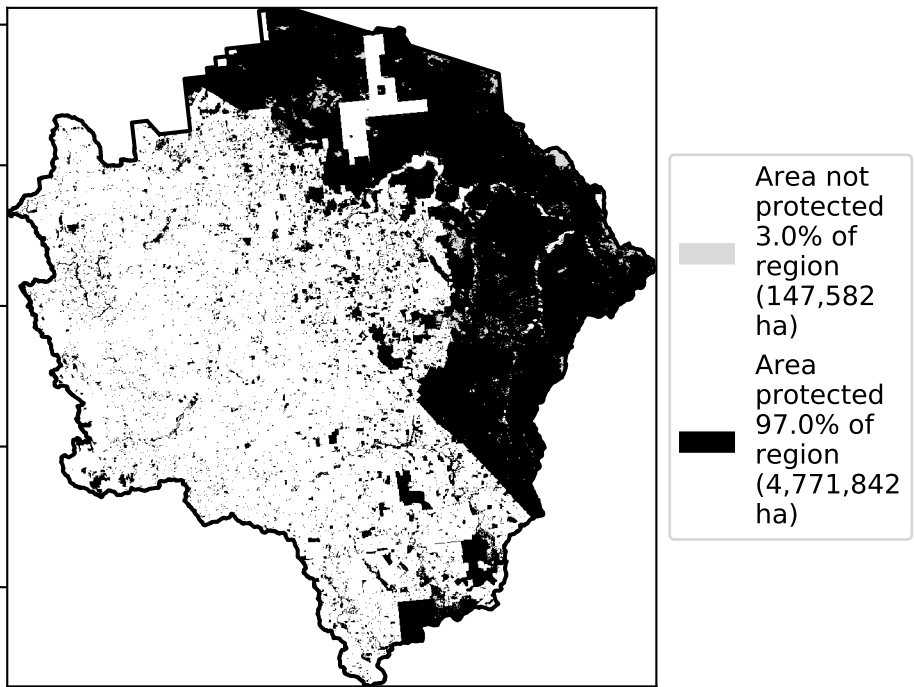 Area not
protected
3.0% of
region
(147,582
ha)
Area
protected
97.0% of
region
(4,771,842
ha)